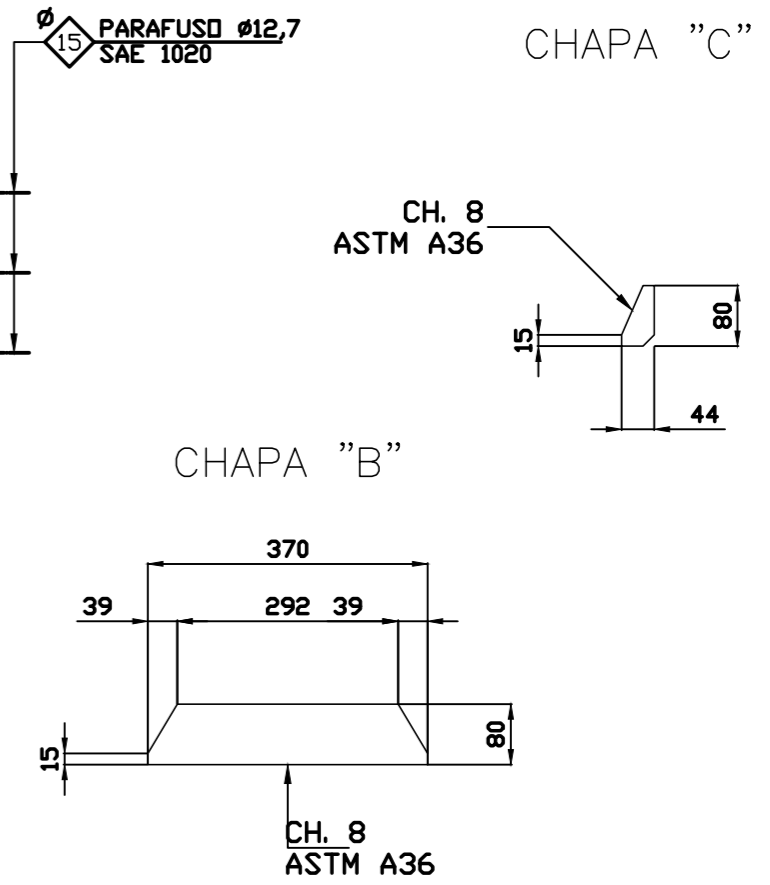 Ø
15 PARAFUSO Ø12,7
SAE 1020
CHAPA "C"
CH. 8
ASTM A36
15
80
44
CHAPA "B"
370
39 292 39
15
80
CH. 8
ASTM A36